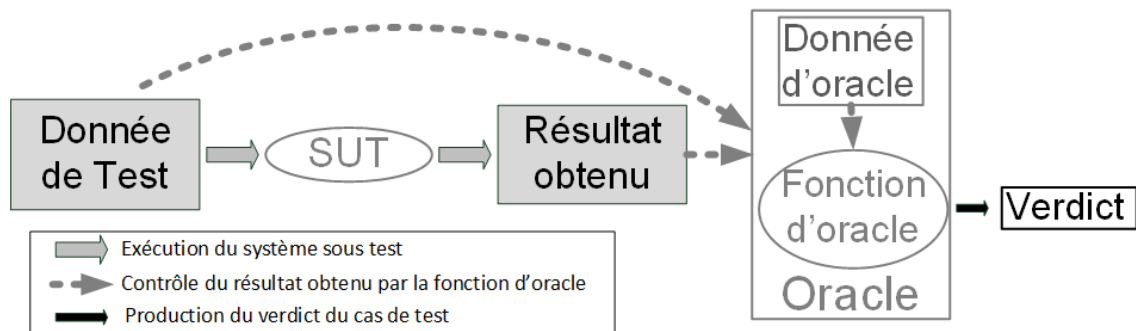 Donnée
de Test
SUT
Résultat
obtenu
Donnée
d'oracle
Fonction
d'oracle
Oracle
Verdict
Exécution du système sous test
Contrôle du résultat obtenu par la fonction d'oracle
Production du verdict du cas de test